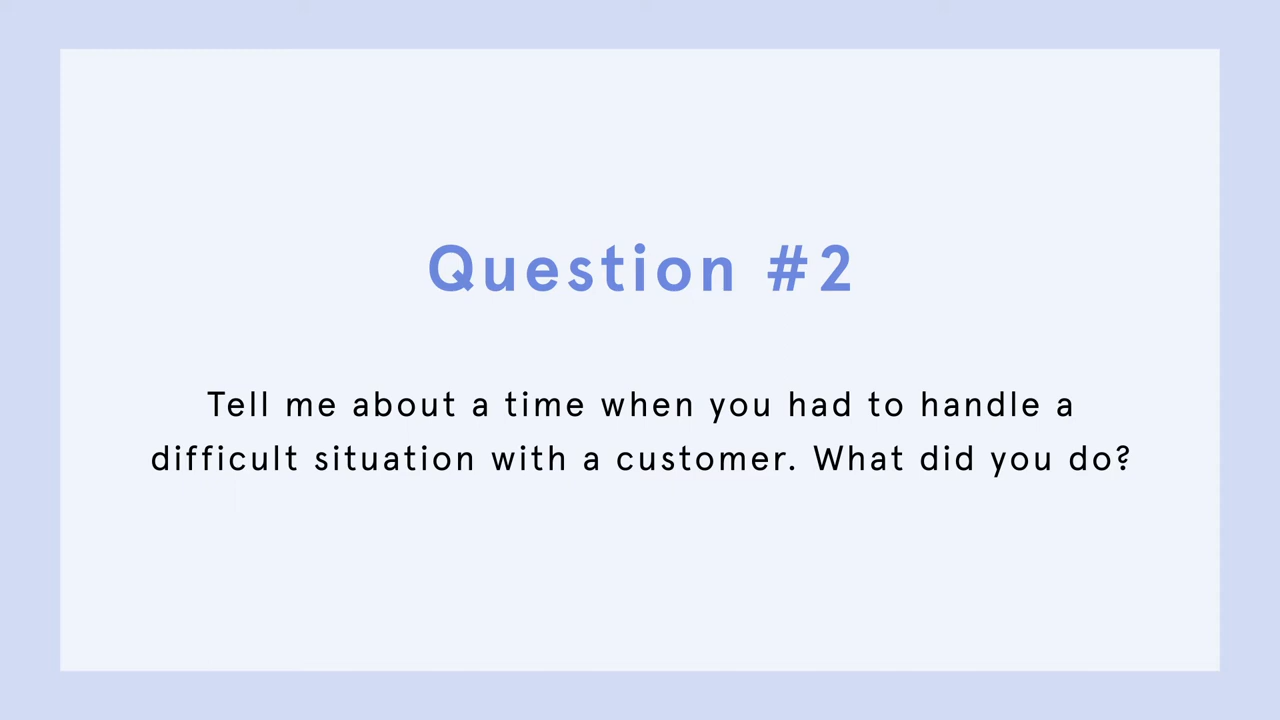 Question #2
Tell me about a time when you had to handle a
difficult situation with a customer. What did you do?